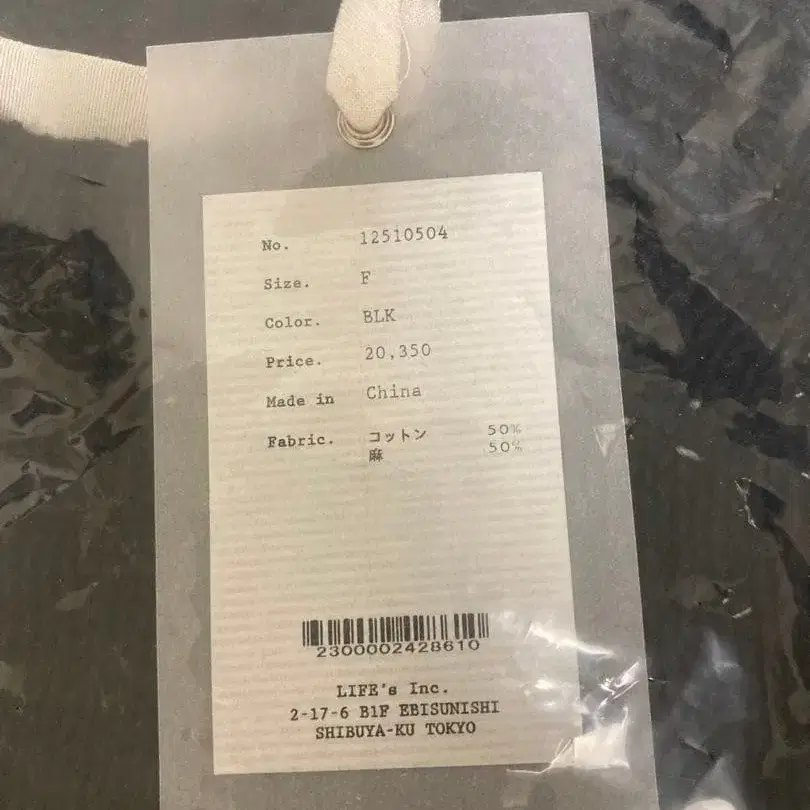 No. 12510504
Size. F
Color. BLK
Price. 20,350
Made in China
Fabric. コットン 50%
麻 50%
2300002428610
LIFE's Inc.
2-17-6 B1F EBISUNISHI
SHIBUYA-KU TOKYO